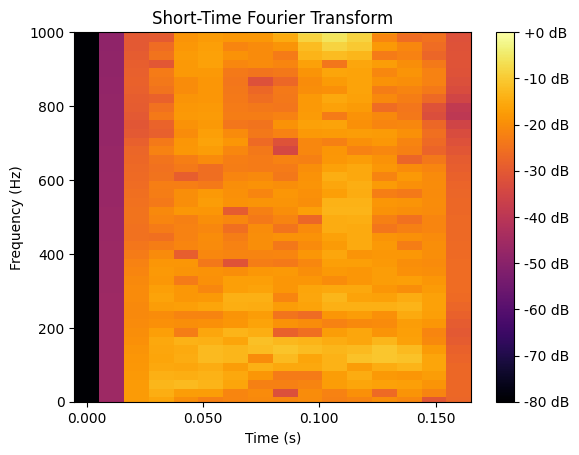 Short-Time Fourier Transform
1000
800
600
400
200
0
Frequency (Hz)
0.000
0.050
0.100
0.150
Time (s)
+0 dB
-10 dB
-20 dB
-30 dB
-40 dB
-50 dB
-60 dB
-70 dB
-80 dB